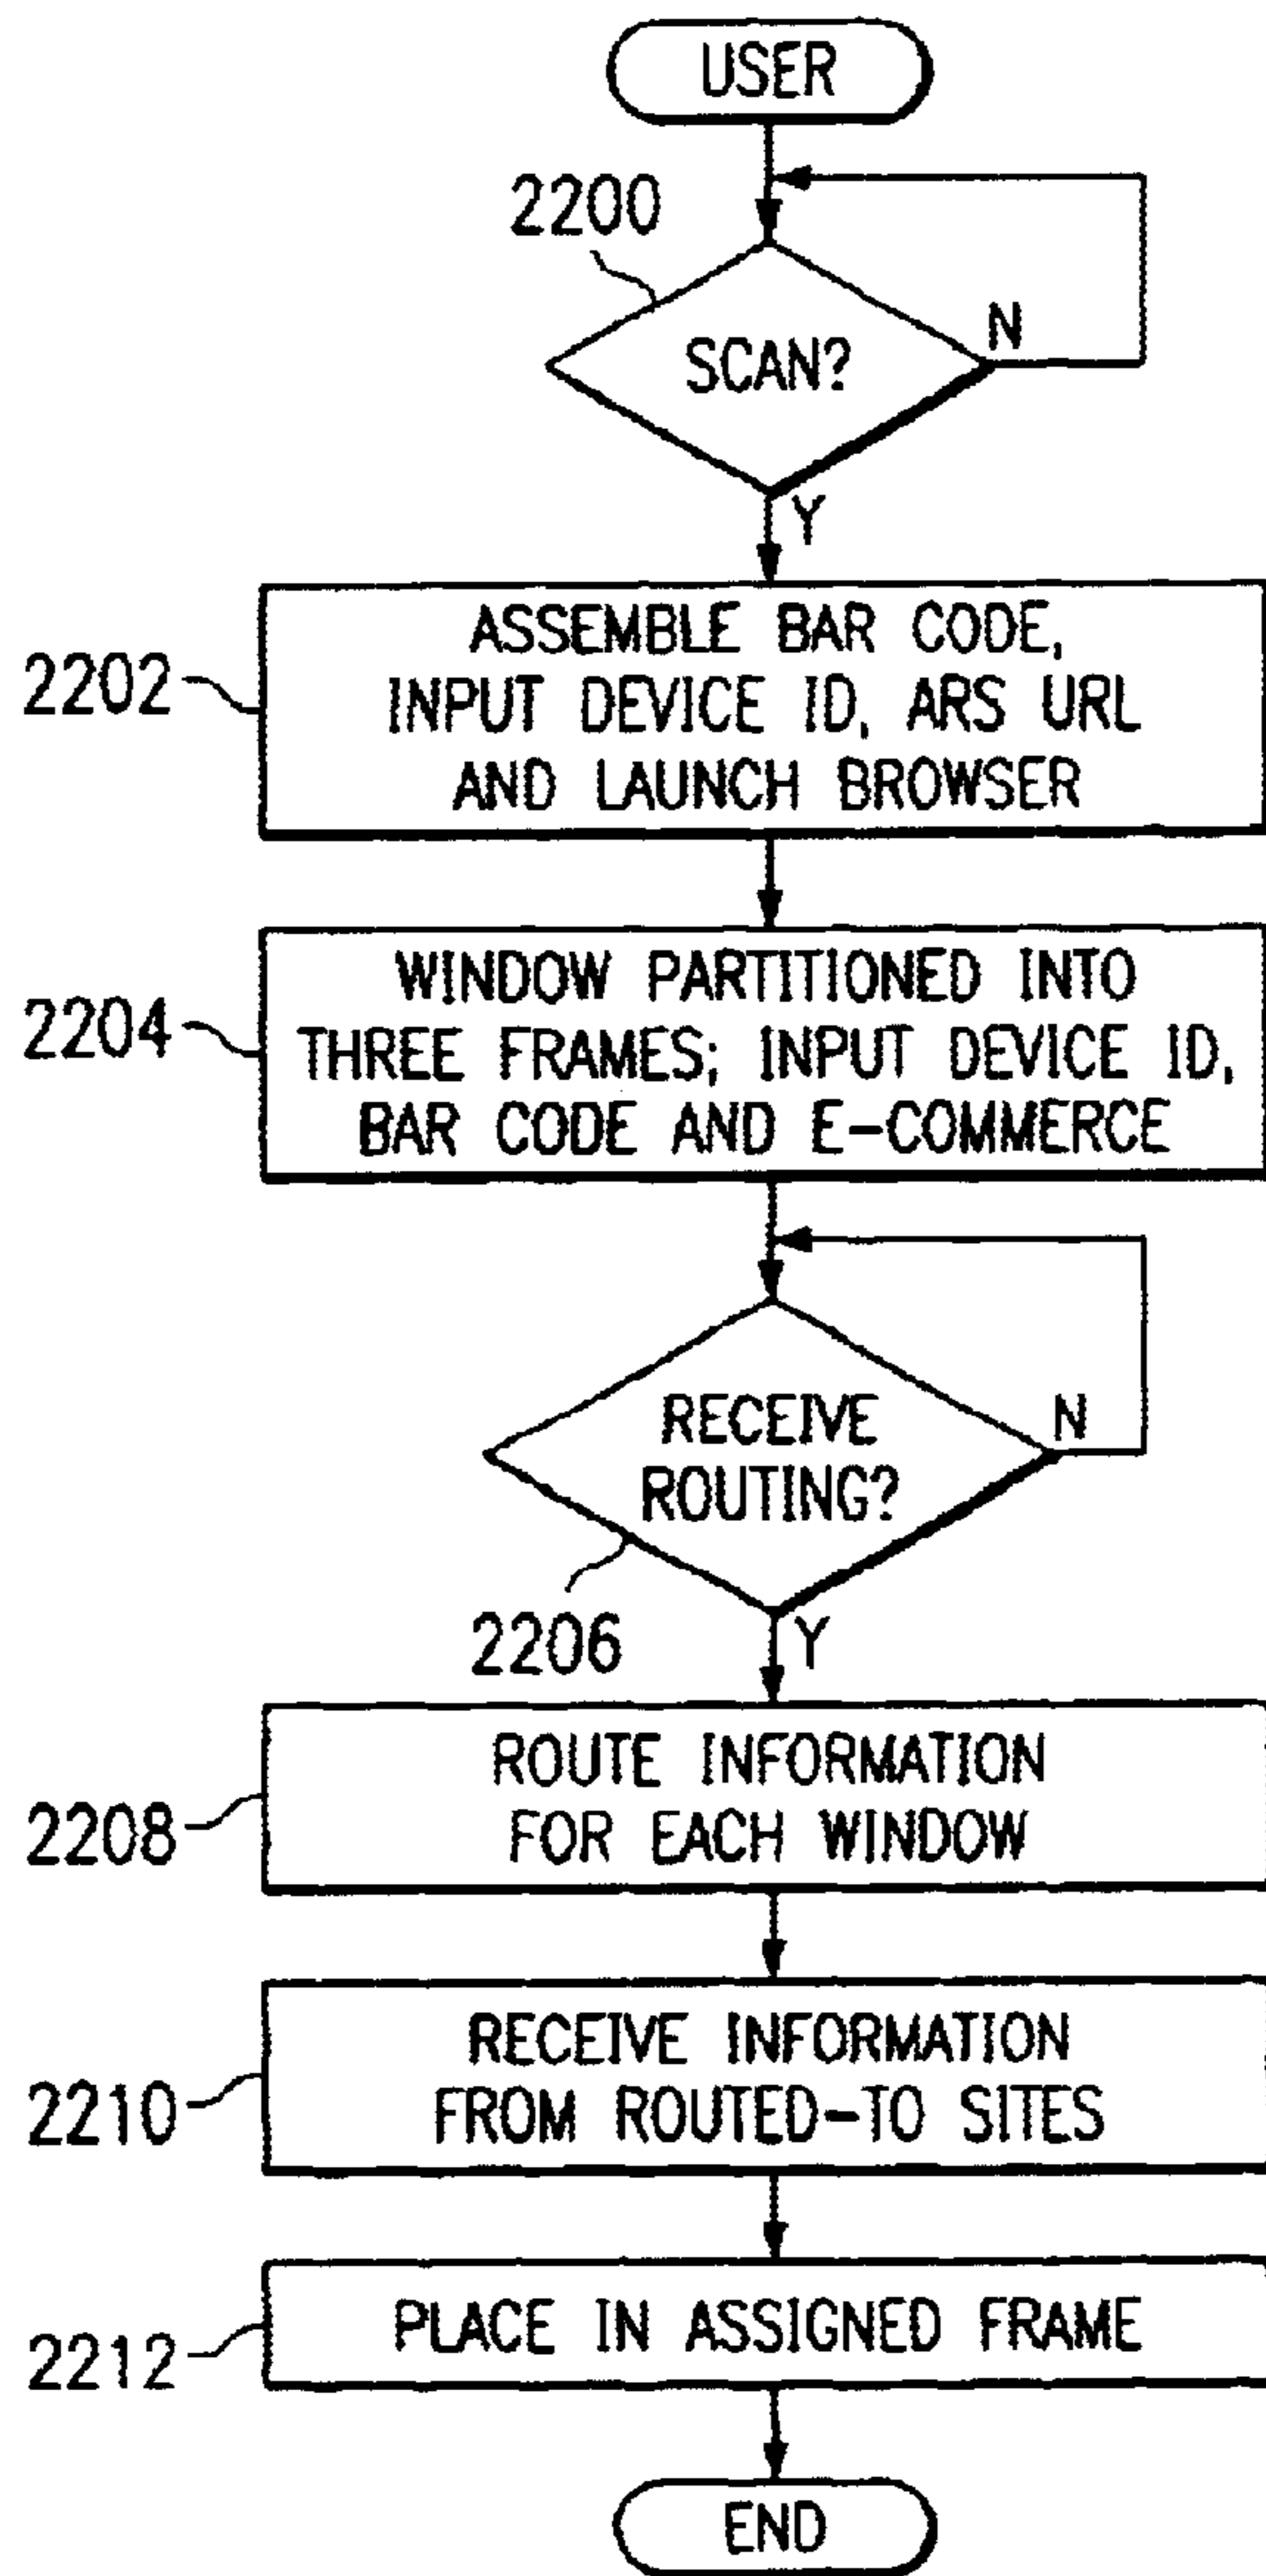 USER
2200
SCAN?
N
Y
2202
ASSEMBLE BAR CODE,
INPUT DEVICE ID, ARS URL
AND LAUNCH BROWSER
2204
WINDOW PARTITIONED INTO
THREE FRAMES; INPUT DEVICE ID,
BAR CODE AND E-COMMERCE
RECEIVE
ROUTING?
N
2206
Y
2208
ROUTE INFORMATION
FOR EACH WINDOW
2210
RECEIVE INFORMATION
FROM ROUTED-TO SITES
2212
PLACE IN ASSIGNED FRAME
END